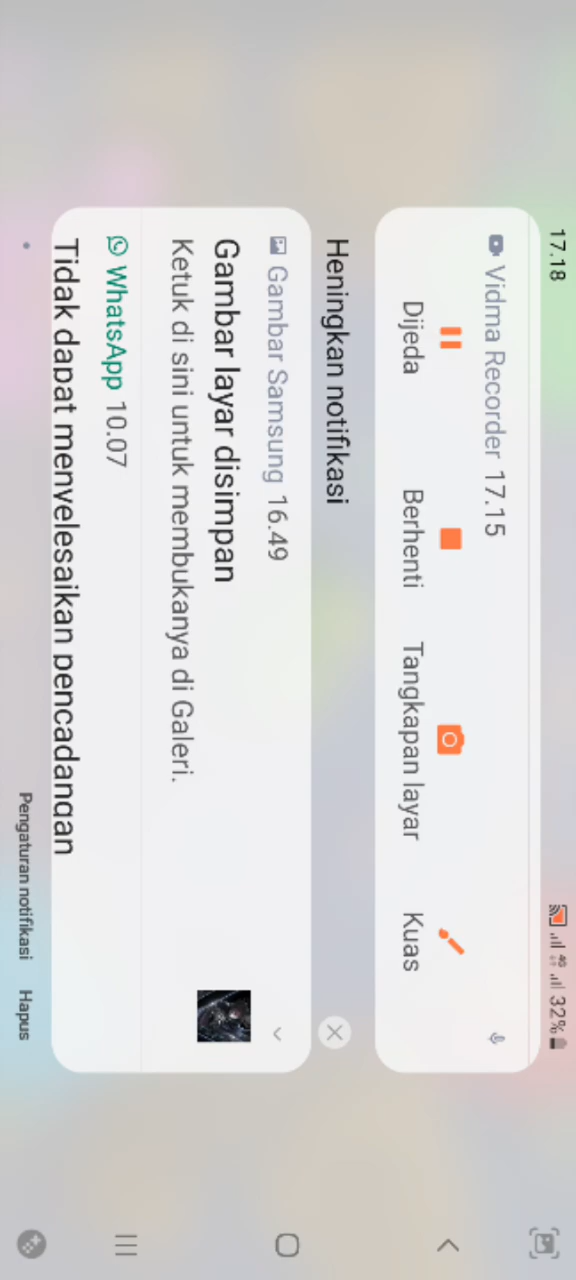 17.18
4G
32%
Vidma Recorder 17.15
Dijeda
Berhenti
Tangkapan layar
Kuas
Heningkan notifikasi
Gambar Samsung 16.49
Gambar layar disimpan
Ketuk di sini untuk membukanya di Galeri.
WhatsApp 10.07
Tidak dapat menyelesaikan pencadangan
Pengaturan notifikasi
Hapus